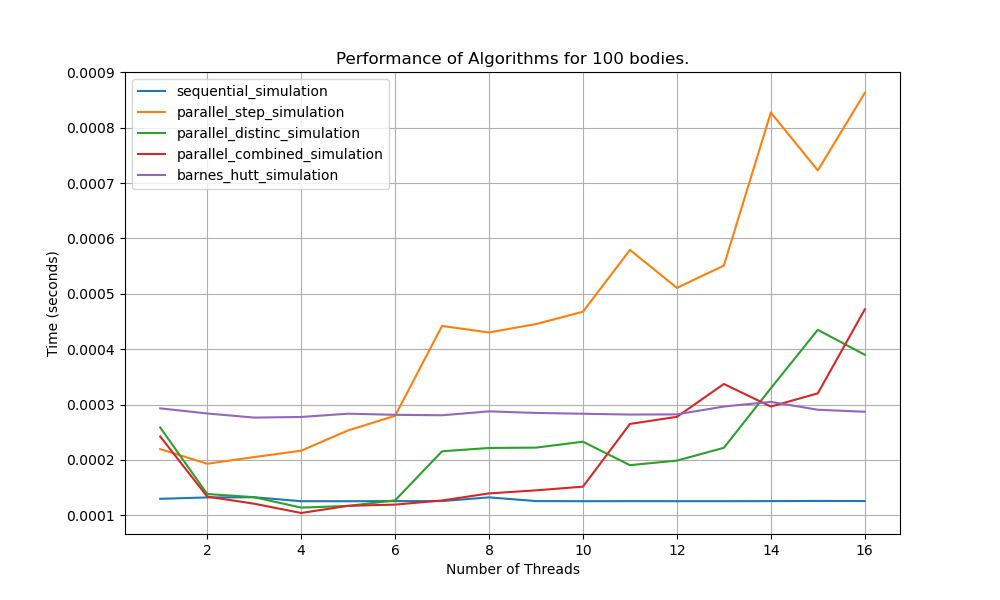 Performance of Algorithms for 100 bodies.
0.0009
0.0008
0.0007
0.0006
0.0005
0.0004
0.0003
0.0002
0.0001
Time (seconds)
sequential_simulation
parallel_step_simulation
parallel_distinc_simulation
parallel_combined_simulation
barnes_hutt_simulation
2 4 6 8 10 12 14 16
Number of Threads